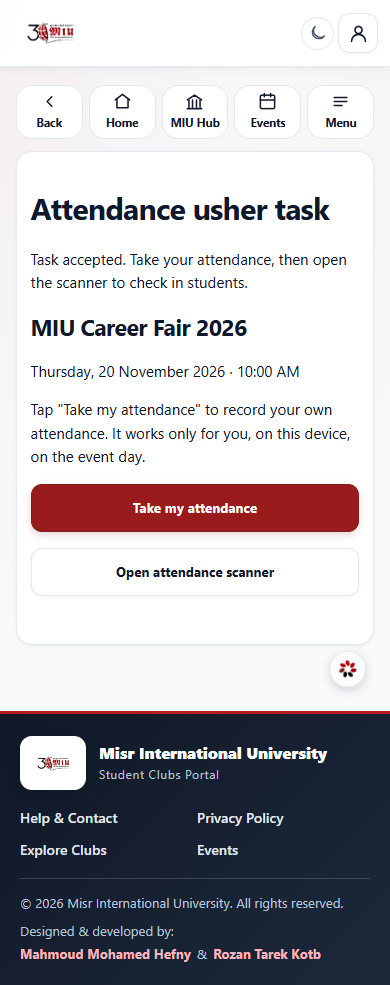 Back
Home
MIU Hub
Events
Menu
Attendance usher task
Task accepted. Take your attendance, then open
the scanner to check in students.
MIU Career Fair 2026
Thursday, 20 November 2026 · 10:00 AM
Tap "Take my attendance" to record your own
attendance. It works only for you, on this device,
on the event day.
Take my attendance
Open attendance scanner
Misr International University
Student Clubs Portal
Help & Contact
Privacy Policy
Explore Clubs
Events
© 2026 Misr International University. All rights reserved.
Designed & developed by:
Mahmoud Mohamed Hefny & Rozan Tarek Kotb